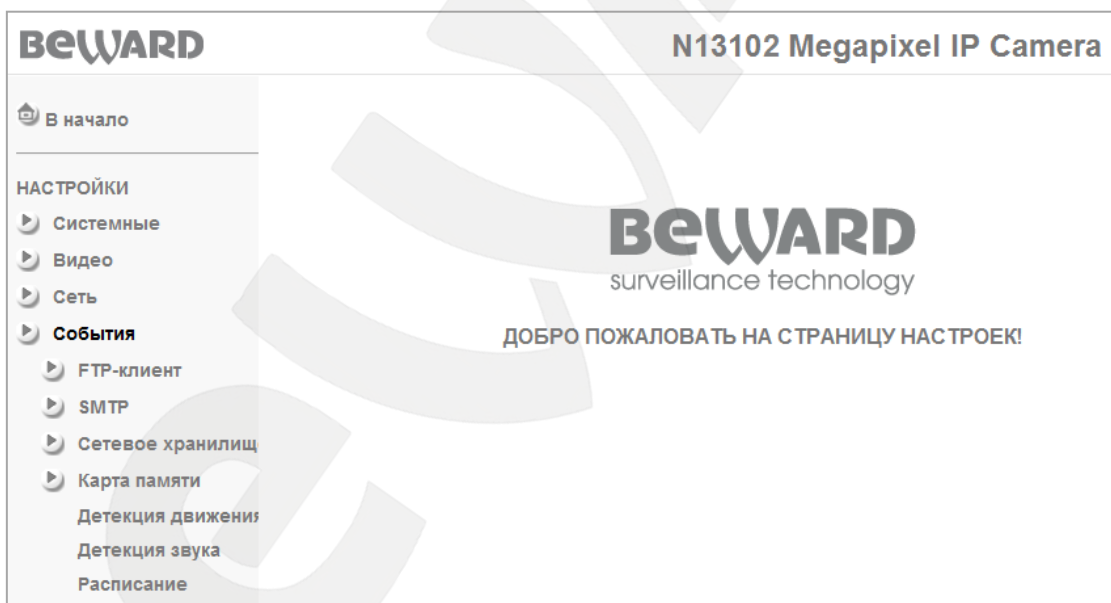 BEWARD
N13102 Megapixel IP Camera
В начало
НАСТРОЙКИ
Системные
Видео
Сеть
События
FTP-клиент
SMTP
Сетевое хранилищ
Карта памяти
Детекция движения
Детекция звука
Расписание
BEWARD
surveillance technology
ДОБРО ПОЖАЛОВАТЬ НА СТРАНИЦУ НАСТРОЕК!